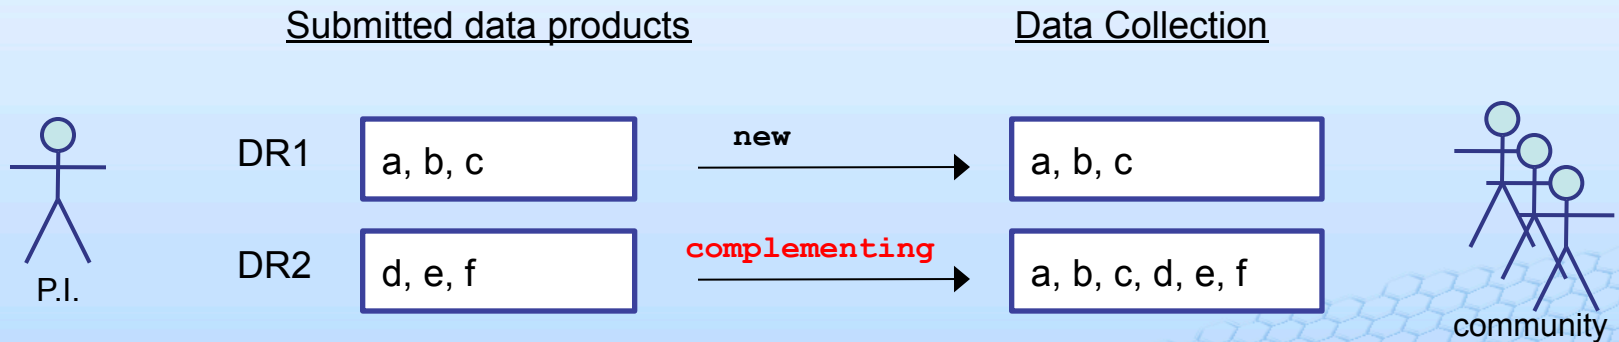 Submitted data products
Data Collection
DR1
a, b, c
new
a, b, c
DR2
d, e, f
complementing
a, b, c, d, e, f
P.I.
community